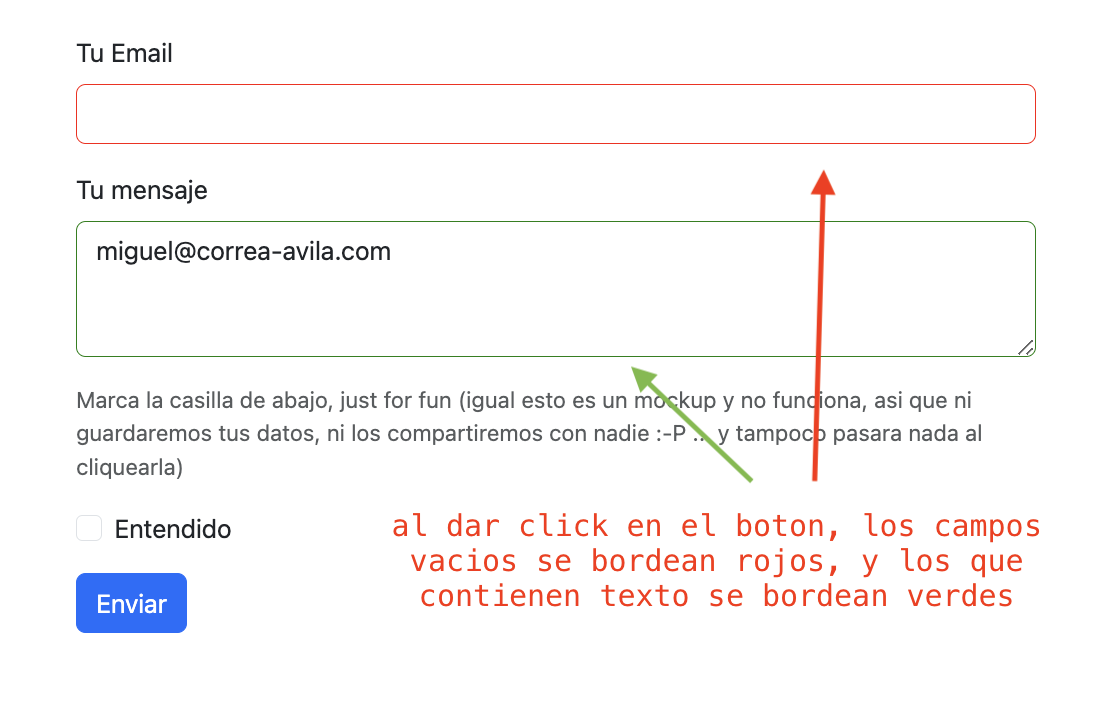 Tu Email
Tu mensaje
miguel@correa-avila.com
Marca la casilla de abajo, just for fun (igual esto es un mockup y no funciona, asi que ni
guardaremos tus datos, ni los compartiremos con nadie :-P ... y tampoco pasara nada al
cliquearla)
Entendido
Enviar
al dar click en el boton, los campos
vacios se bordean rojos, y los que
contienen texto se bordean verdes